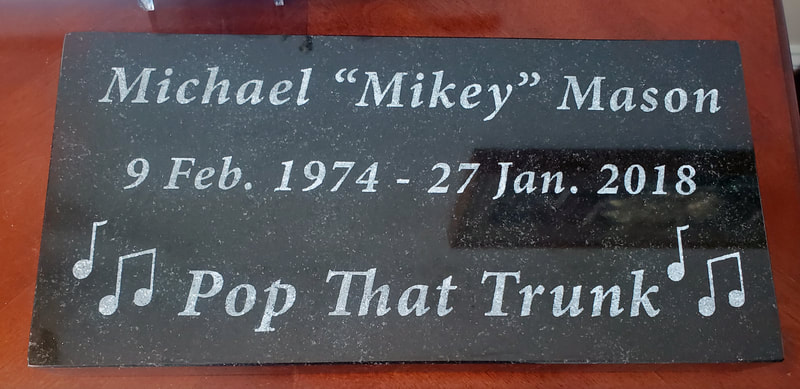 Michael “Mikey” Mason
9 Feb. 1974 - 27 Jan. 2018
Pop That Trunk